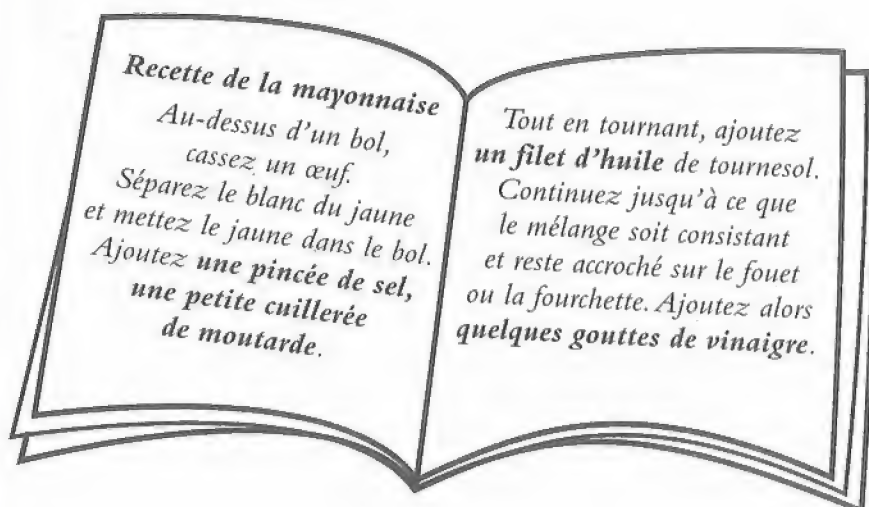 Recette de la mayonnaise
Au-dessus d'un bol,
cassez un œuf.
Séparez le blanc du jaune
et mettez le jaune dans le bol.
Ajoutez une pincée de sel,
une petite cuillerée
de moutarde.
Tout en tournant, ajoutez
un filet d'huile de tournesol.
Continuez jusqu'à ce que
le mélange soit consistant
et reste accroché sur le fouet
ou la fourchette. Ajoutez alors
quelques gouttes de vinaigre.